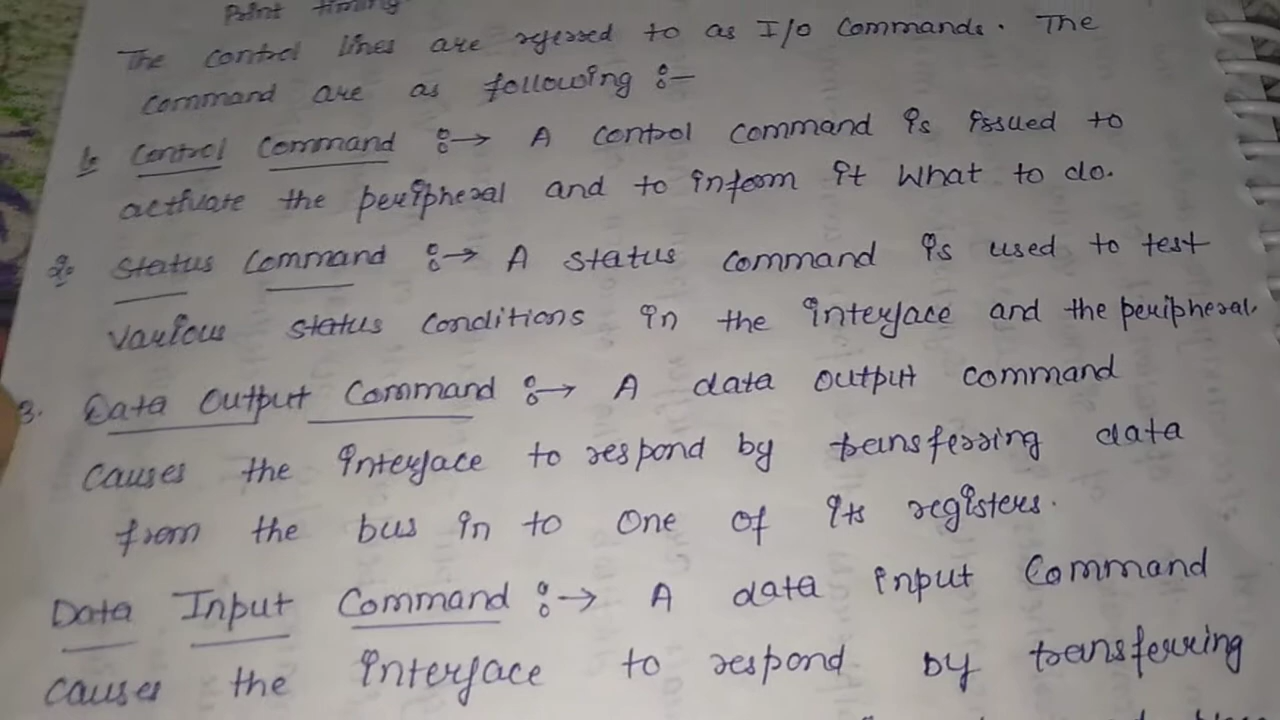 Point timing
The control lines are referred to as I/O Commands. The
command are as following :-
1. Control Command :→ A control command is issued to
activate the peripheral and to inform it what to do.
2. Status Command :→ A status command is used to test
various status conditions in the interface and the peripheral.
3. Data Output Command :→ A data output command
causes the interface to respond by transferring data
from the bus in to one of its registers.
Data Input Command :→ A data input Command
causes the interface to respond by transferring